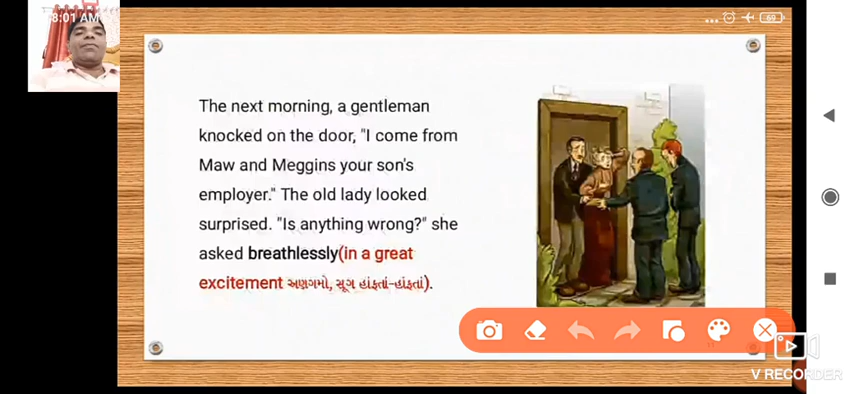 8:01 AM
69
The next morning, a gentleman
knocked on the door, "I come from
Maw and Meggins your son's
employer." The old lady looked
surprised. "Is anything wrong?" she
asked breathlessly(in a great
excitement અણગમો, સૂગ હાંફતાં-હાંફતાં).
V RECORDER